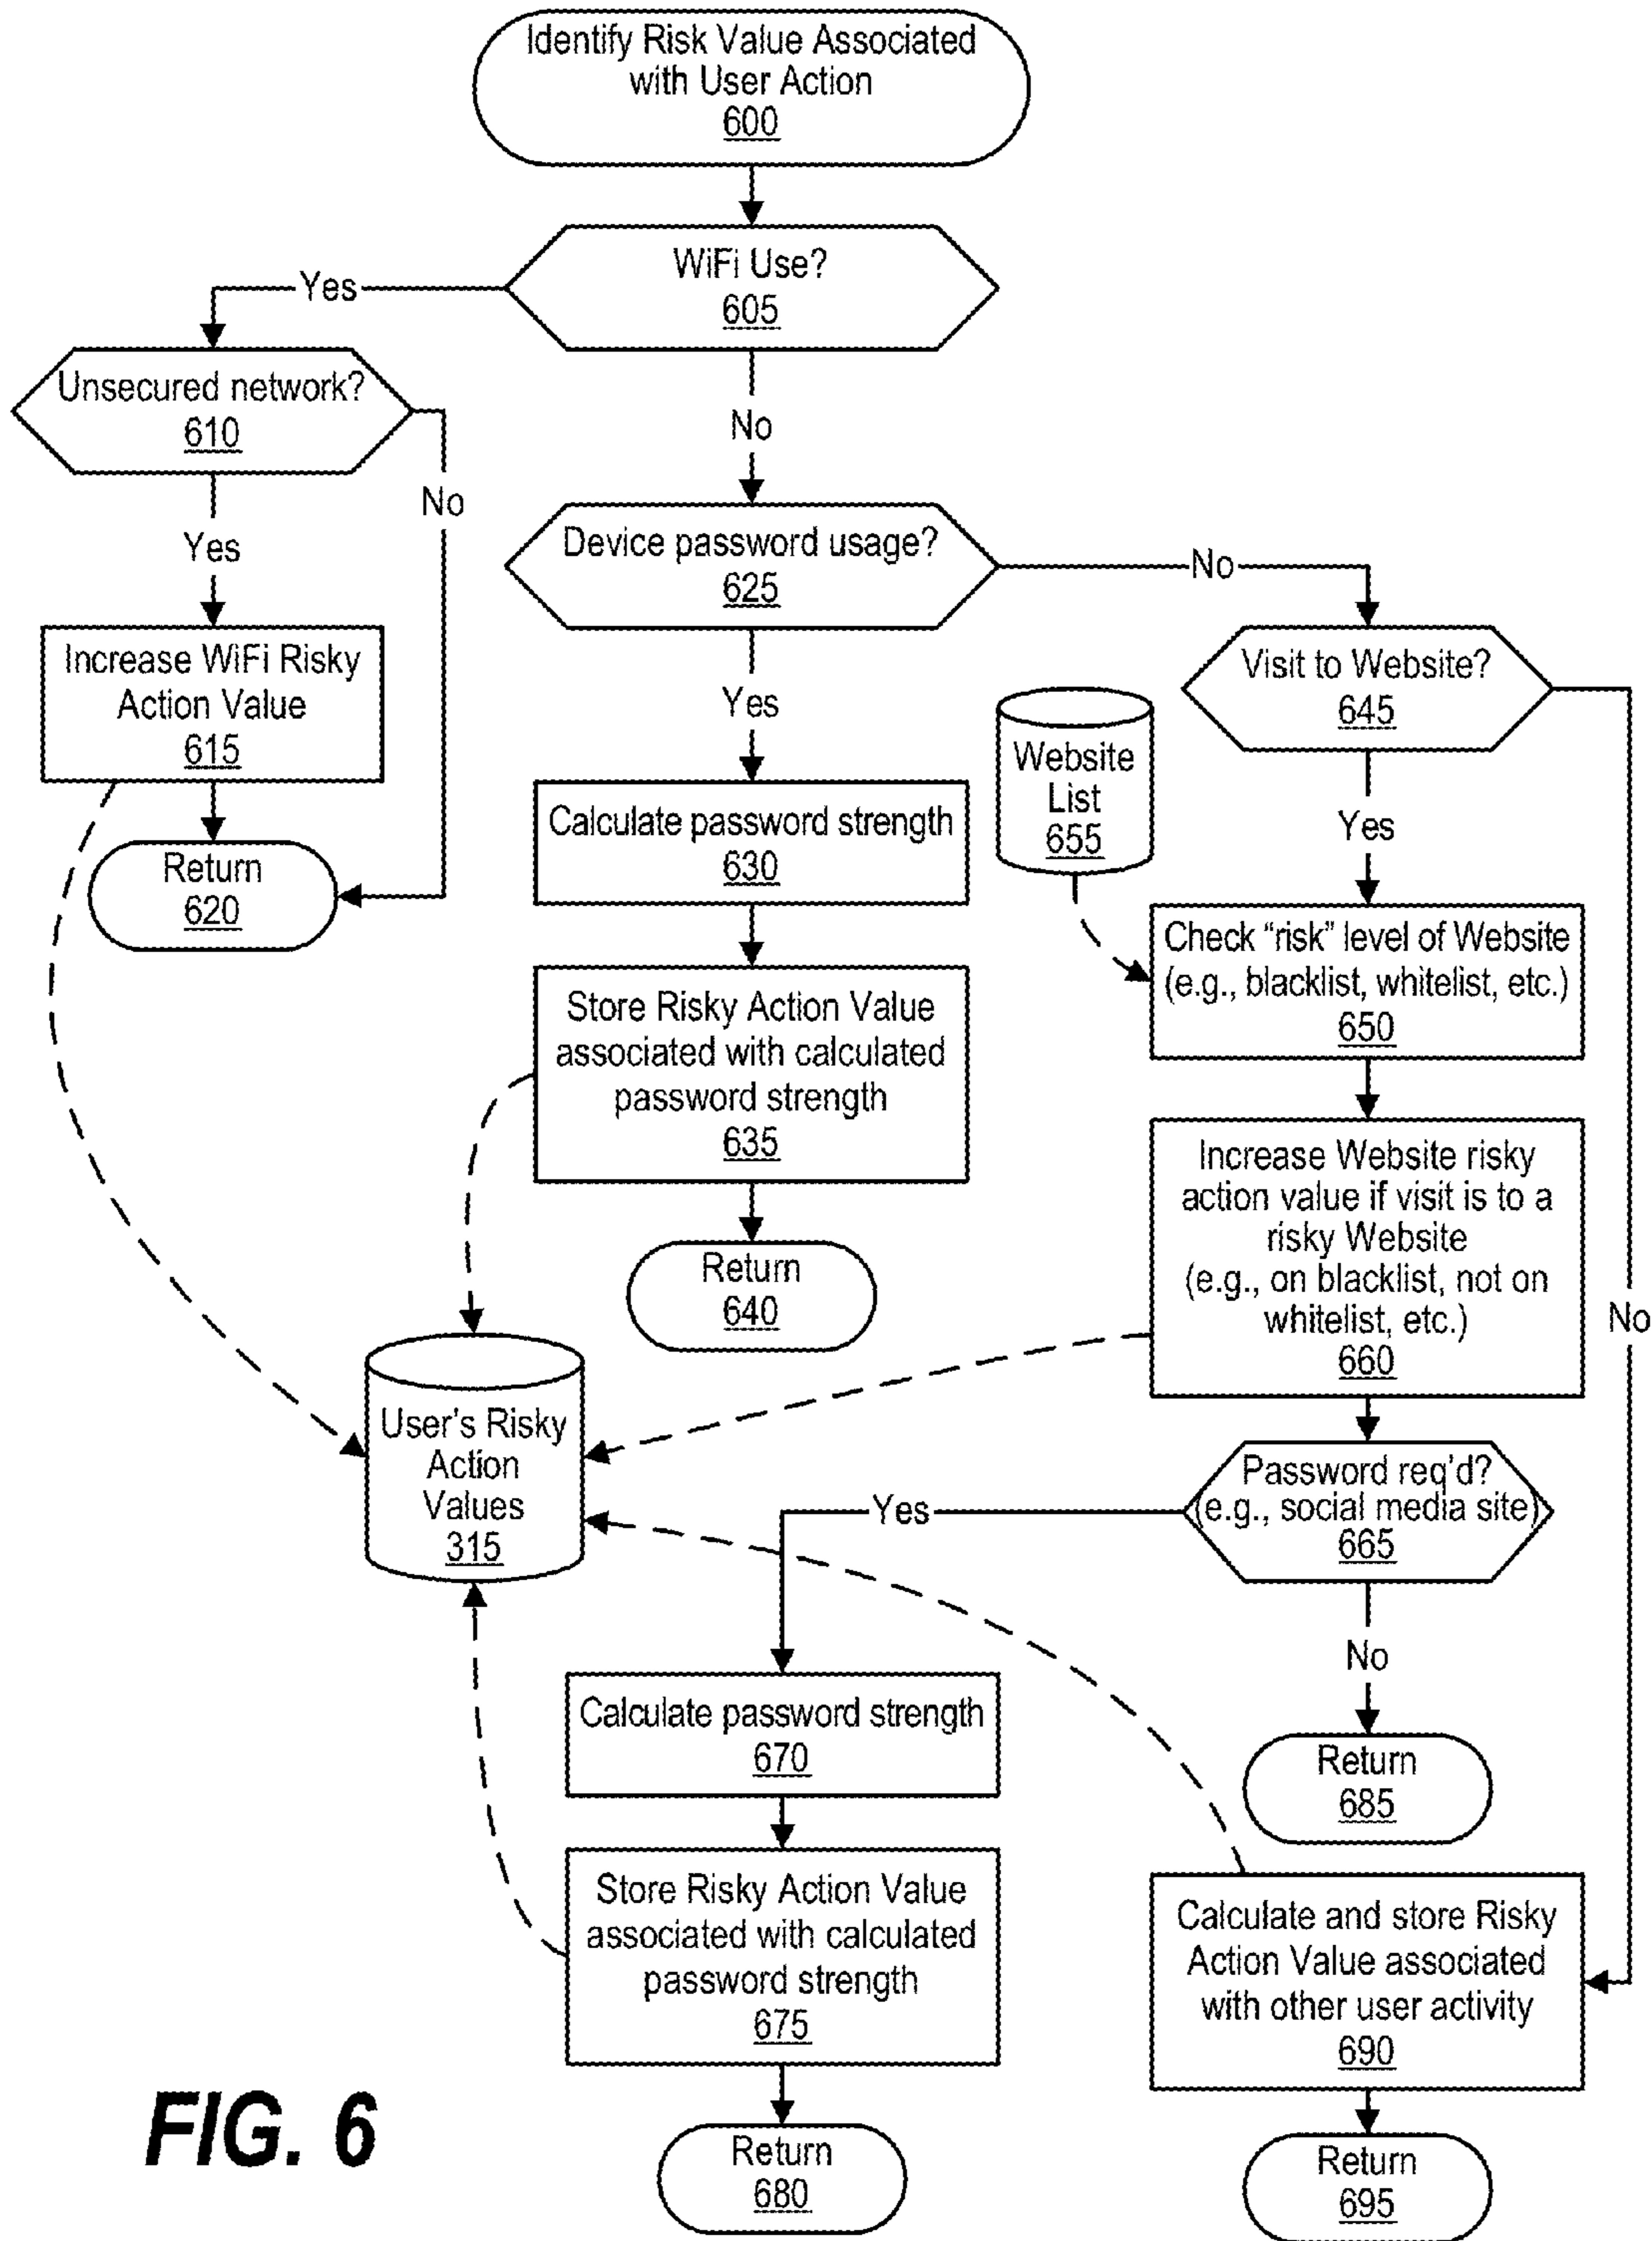 Identify Risk Value Associated
with User Action
600
WiFi Use?
605
Yes
No
Unsecured network?
610
No
Yes
Increase WiFi Risky
Action Value
615
Return
620
Device password usage?
625
No
Yes
Calculate password strength
630
Store Risky Action Value
associated with calculated
password strength
635
Return
640
Visit to Website?
645
Yes
No
Website
List
655
Check “risk” level of Website
(e.g., blacklist, whitelist, etc.)
650
Increase Website risky
action value if visit is to a
risky Website
(e.g., on blacklist, not on
whitelist, etc.)
660
User's Risky
Action
Values
315
Password req'd?
(e.g., social media site)
665
Yes
No
Calculate password strength
670
Store Risky Action Value
associated with calculated
password strength
675
Return
680
Return
685
Calculate and store Risky
Action Value associated
with other user activity
690
Return
695
FIG. 6